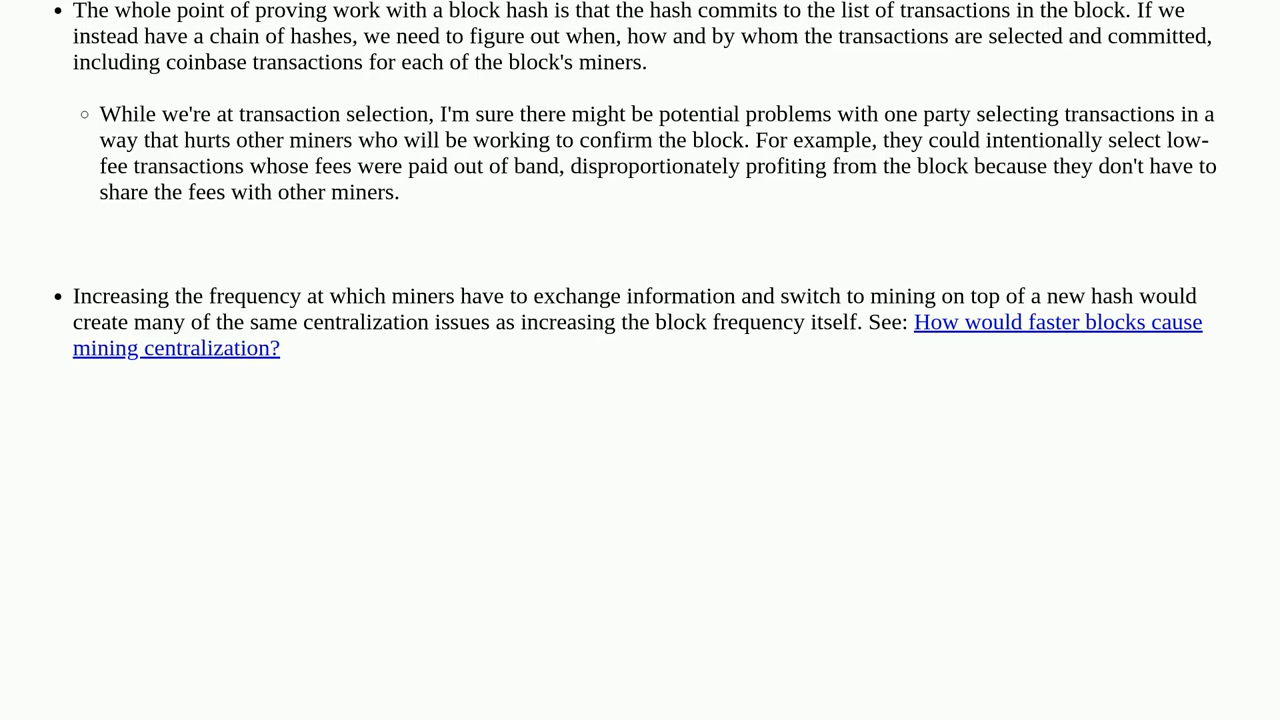 The whole point of proving work with a block hash is that the hash commits to the list of transactions in the block. If we
instead have a chain of hashes, we need to figure out when, how and by whom the transactions are selected and committed,
including coinbase transactions for each of the block's miners.
While we're at transaction selection, I'm sure there might be potential problems with one party selecting transactions in a
way that hurts other miners who will be working to confirm the block. For example, they could intentionally select low-
fee transactions whose fees were paid out of band, disproportionately profiting from the block because they don't have to
share the fees with other miners.
Increasing the frequency at which miners have to exchange information and switch to mining on top of a new hash would
create many of the same centralization issues as increasing the block frequency itself. See: How would faster blocks cause
mining centralization?